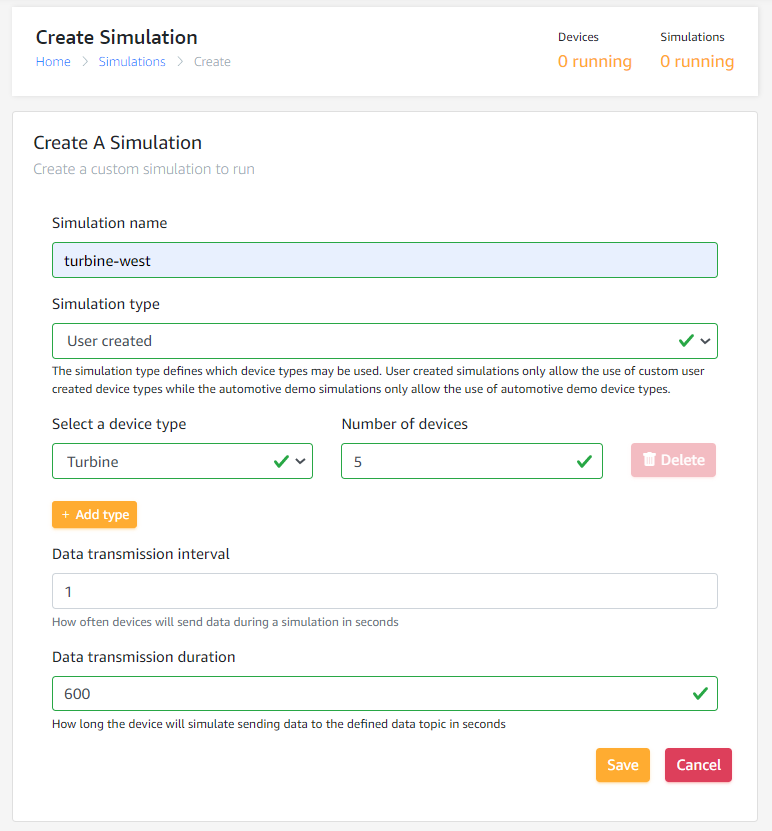 Create Simulation
Devices
Simulations
Home > Simulations > Create
0 running
0 running
Create A Simulation
Create a custom simulation to run
Simulation name
turbine-west
Simulation type
User created
The simulation type defines which device types may be used. User created simulations only allow the use of custom user
created device types while the automotive demo simulations only allow the use of automotive demo device types.
Select a device type
Number of devices
Turbine
5
Delete
+ Add type
Data transmission interval
1
How often devices will send data during a simulation in seconds
Data transmission duration
600
How long the device will simulate sending data to the defined data topic in seconds
Save
Cancel